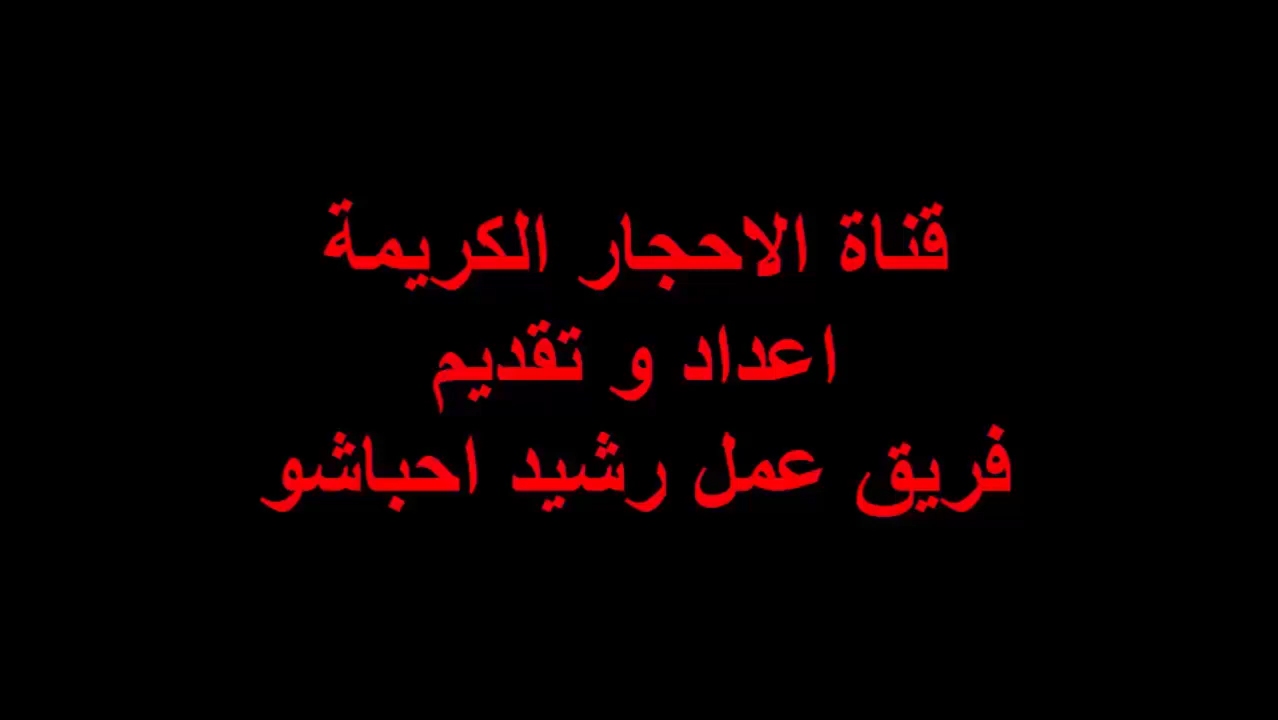 قناة الاحجار الكريمة
اعداد و تقديم
فريق عمل رشيد احباشو